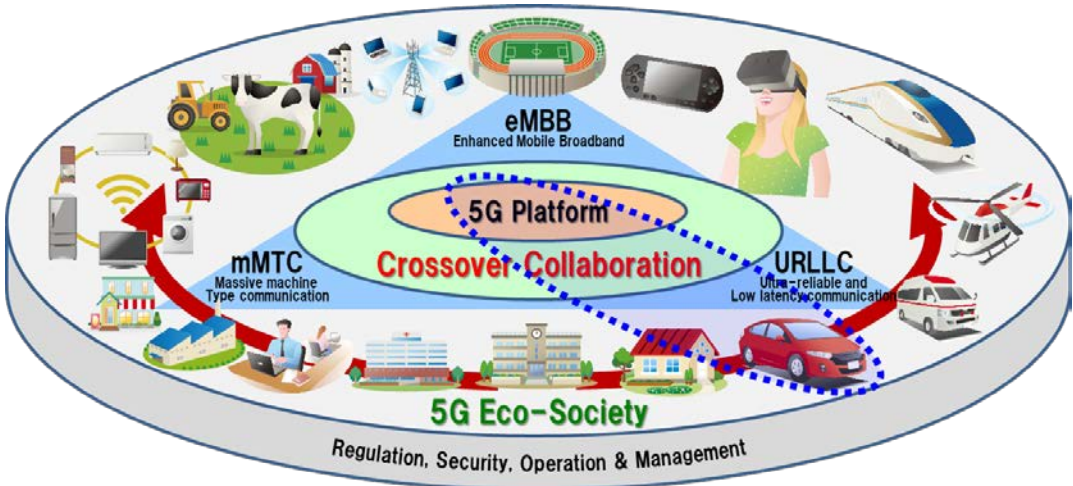 eMBB
Enhanced Mobile Broadband
5G Platform
Crossover Collaboration
mMTC
Massive machine
Type communication
URLLC
Ultra-reliable and
Low latency communication
5G Eco-Society
Regulation, Security, Operation & Management